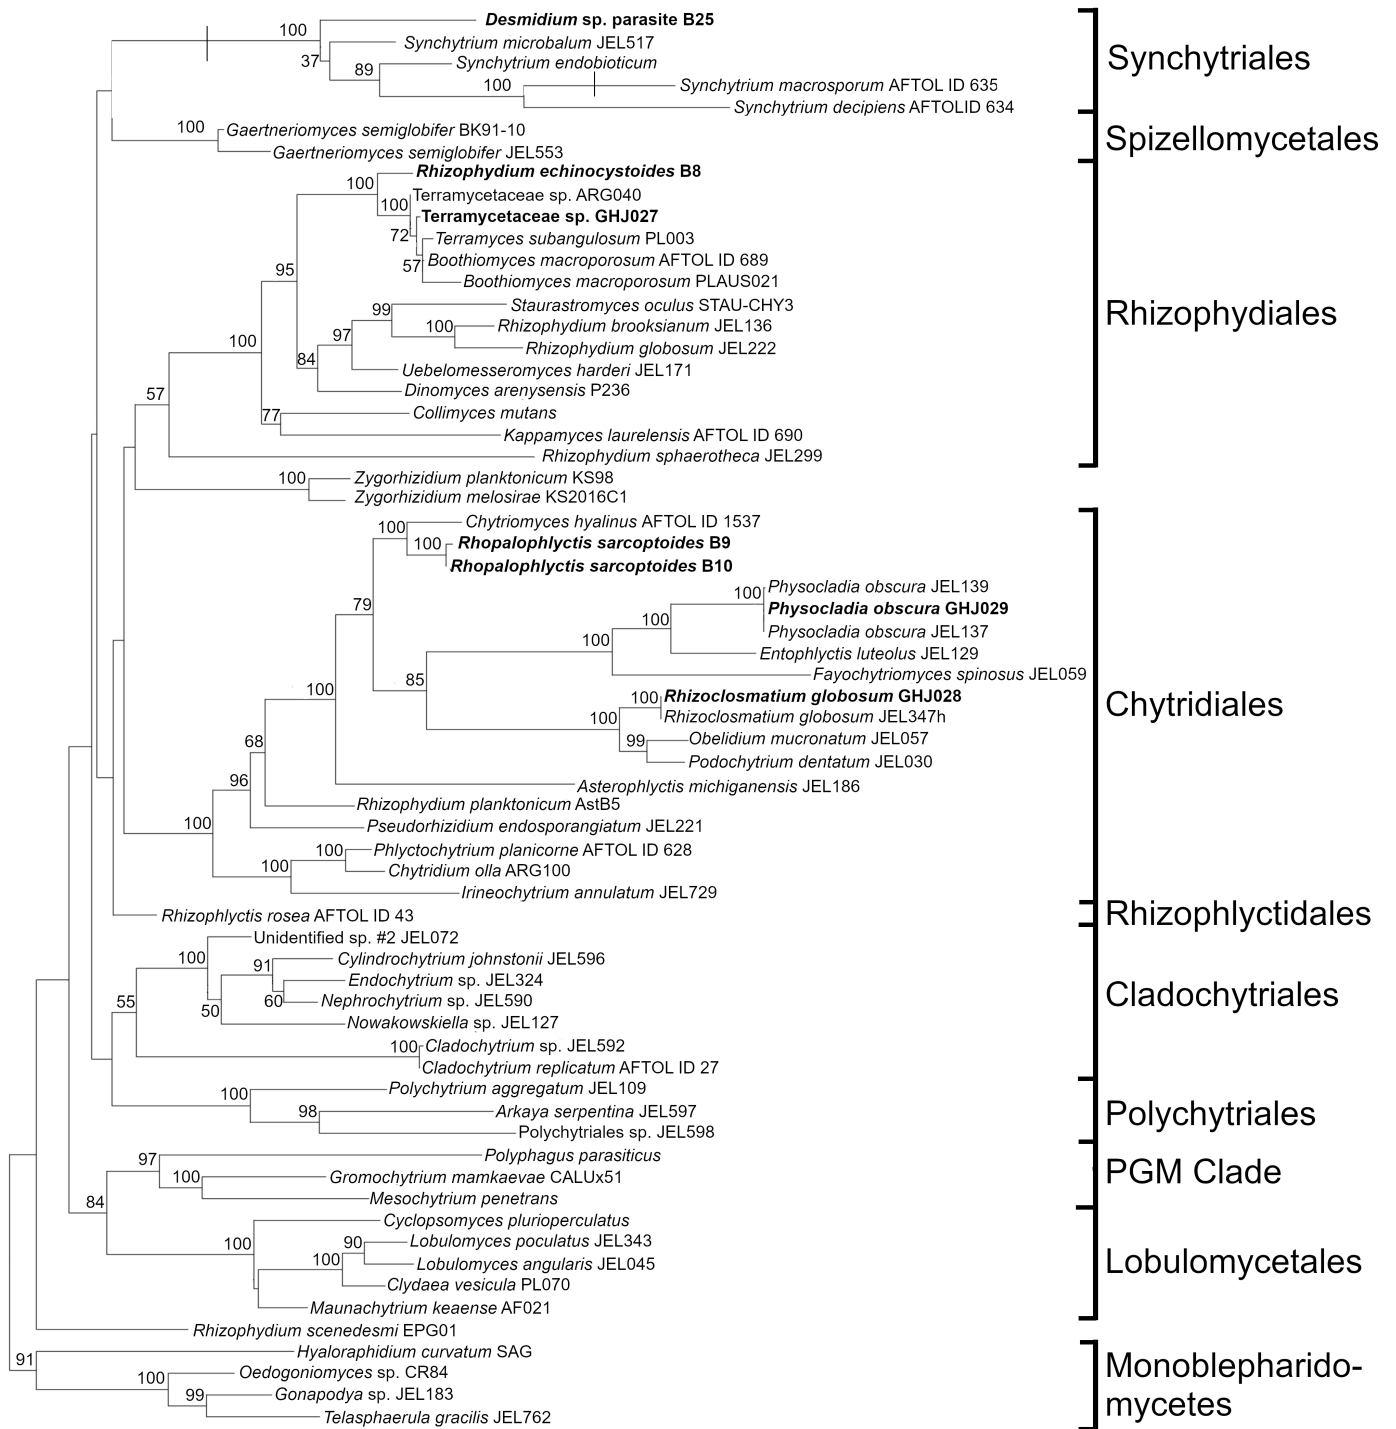 Desmidium sp. parasite B25
100
Synchytrium microbalum JEL517
37
Synchytrium endobioticum
89
Synchytrium macrosporum AFTOL ID 635
100
Synchytrium decipiens AFTOLID 634
Synchytriales
Gaertneriomyces semiglobifer BK91-10
100
Gaertneriomyces semiglobifer JEL553
Spizellomycetales
Rhizophydium echinocystoides B8
100
Terramycetaceae sp. ARG040
100
Terramycetaceae sp. GHJ027
72
Terramyces subangulosum PL003
Boothiomyces macroporosum AFTOL ID 689
57
Boothiomyces macroporosum PLAUS021
95
Staurastromyces oculus STAU-CHY3
99
Rhizophydium brooksianum JEL136
100
Rhizophydium globosum JEL222
97
100
84
Uebelomesseromyces harderi JEL171
Dinomyces arenysensis P236
Collimyces mutans
77
Kappamyces laurelensis AFTOL ID 690
57
Rhizophydium sphaerotheca JEL299
Rhizophydiales
Zygorhizidium planktonicum KS98
100
Zygorhizidium melosirae KS2016C1
Chytriomyces hyalinus AFTOL ID 1537
100
Rhopalophlyctis sarcoptoides B9
100
Rhopalophlyctis sarcoptoides B10
Physocladia obscura JEL139
100
Physocladia obscura GHJ029
79
100
Physocladia obscura JEL137
100
Entophlyctis luteolus JEL129
Fayochytriomyces spinosus JEL059
85
100
Rhizoclosmatium globosum GHJ028
100
Rhizoclosmatium globosum JEL347h
100
Obelidium mucronatum JEL057
99
Podochytrium dentatum JEL030
68
Asterophlyctis michiganensis JEL186
96
Rhizophydium planktonicum AstB5
100
Pseudorhizidium endosporangiatum JEL221
Phlyctochytrium planicorne AFTOL ID 628
100
Chytridium olla ARG100
100
Irineochytrium annulatum JEL729
Chytridiales
Rhizophlyctis rosea AFTOL ID 43
Rhizophlyctidales
Unidentified sp. #2 JEL072
100
Cylindrochytrium johnstonii JEL596
91
Endochytrium sp. JEL324
60
Nephrochytrium sp. JEL590
55
50
Nowakowskiella sp. JEL127
Cladochytrium sp. JEL592
100
Cladochytrium replicatum AFTOL ID 27
Cladochytriales
Polychytrium aggregatum JEL109
100
Arkaya serpentina JEL597
98
Polychytriales sp. JEL598
Polychytriales
Polyphagus parasiticus
97
Gromochytrium mamkaevae CALUx51
100
Mesochytrium penetrans
PGM Clade
84
Cyclopsomyces plurioperculatus
100
Lobulomyces poculatus JEL343
90
Lobulomyces angularis JEL045
100
Clydaea vesicula PL070
Maunachytrium keaense AF021
Lobulomycetales
Rhizophydium scenedesmi EPG01
Hyaloraphidium curvatum SAG
91
Oedogoniomyces sp. CR84
100
Gonapodya sp. JEL183
99
Telasphaerula gracilis JEL762
Monoblepharido-
mycetes